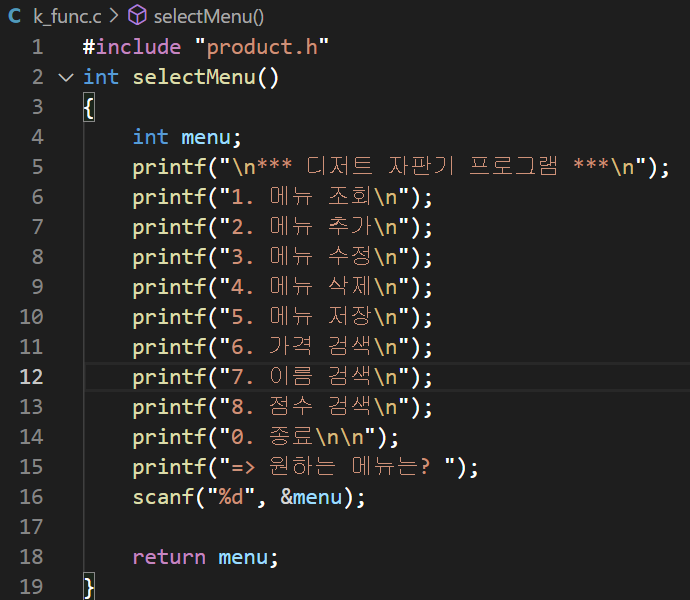 k_func.c > selectMenu()
1 #include "product.h"
2 int selectMenu()
3 {
4 int menu;
5 printf("\n*** 디저트 자판기 프로그램 ***\n");
6 printf("1. 메뉴 조회\n");
7 printf("2. 메뉴 추가\n");
8 printf("3. 메뉴 수정\n");
9 printf("4. 메뉴 삭제\n");
10 printf("5. 메뉴 저장\n");
11 printf("6. 가격 검색\n");
12 printf("7. 이름 검색\n");
13 printf("8. 점수 검색\n");
14 printf("0. 종료\n\n");
15 printf("=> 원하는 메뉴는? ");
16 scanf("%d", &menu);
17
18 return menu;
19 }